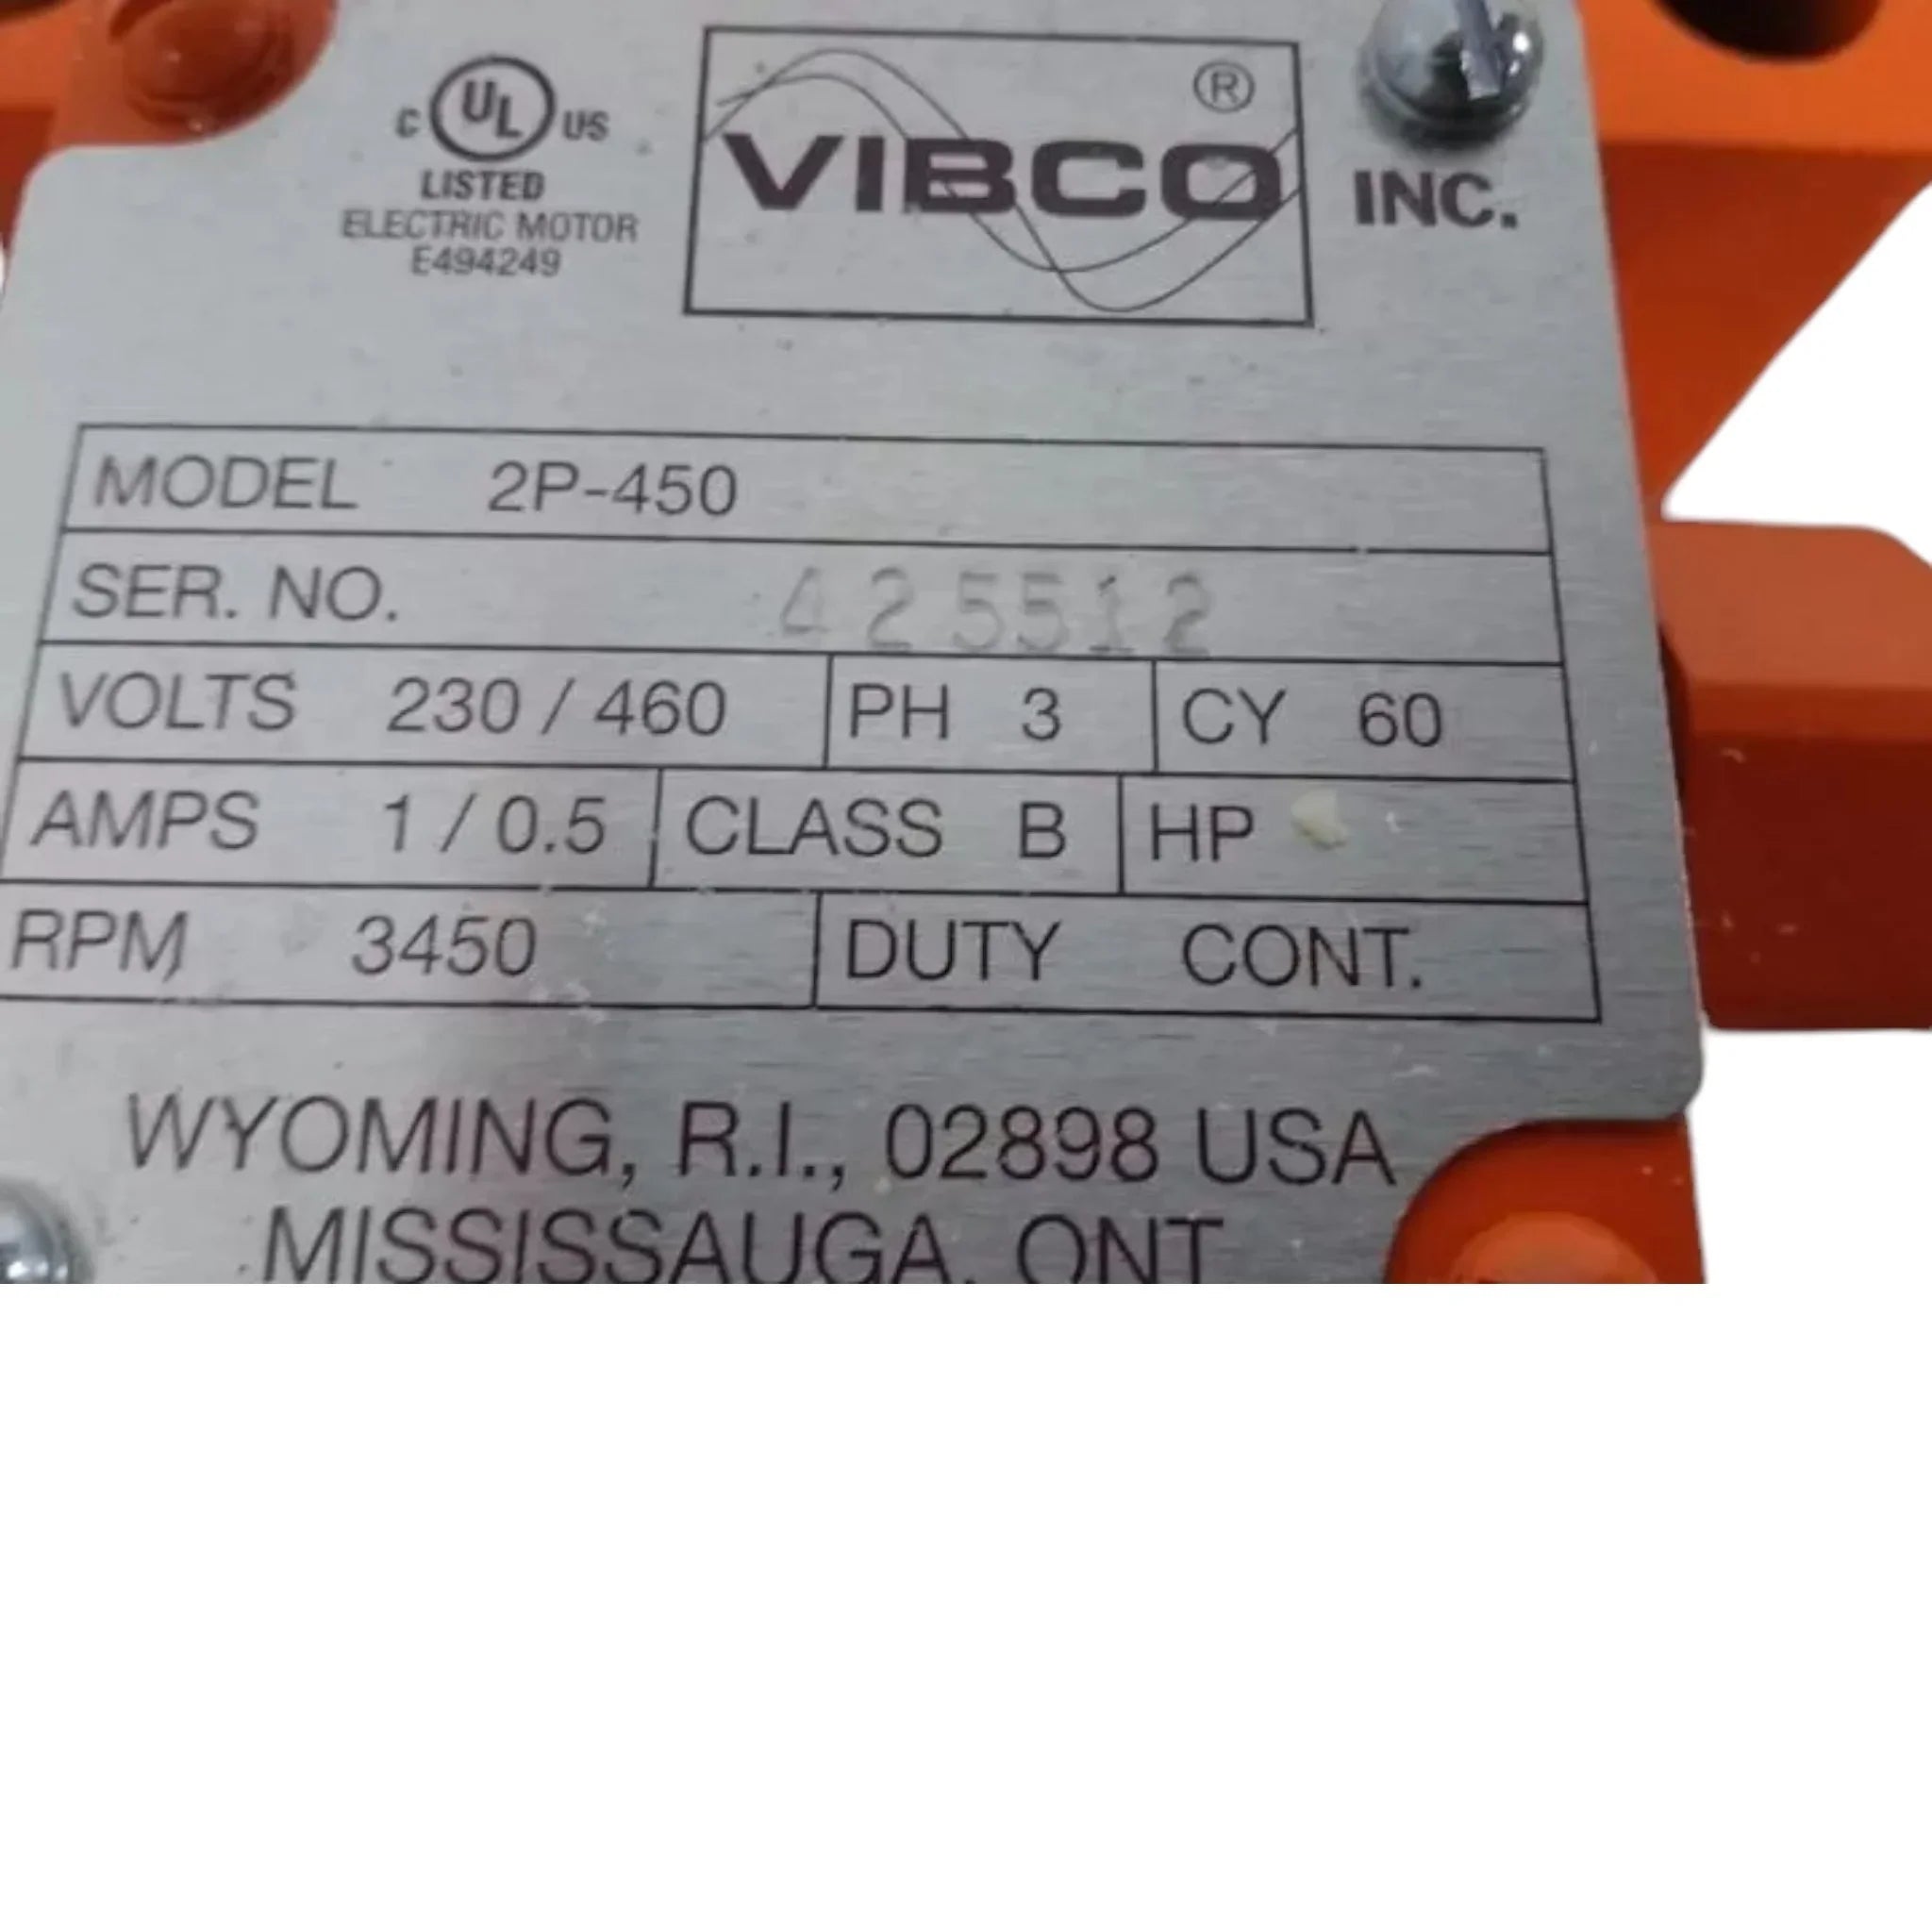 C UL US
LISTED
ELECTRIC MOTOR
E494249
VIBCO ® INC.
MODEL 2P-450
SER. NO. 425512
VOLTS 230 / 460 PH 3 CY 60
AMPS 1 / 0.5 CLASS B HP
RPM 3450 DUTY CONT.
WYOMING, R.I., 02898 USA
MISSISSAUGA, ONT